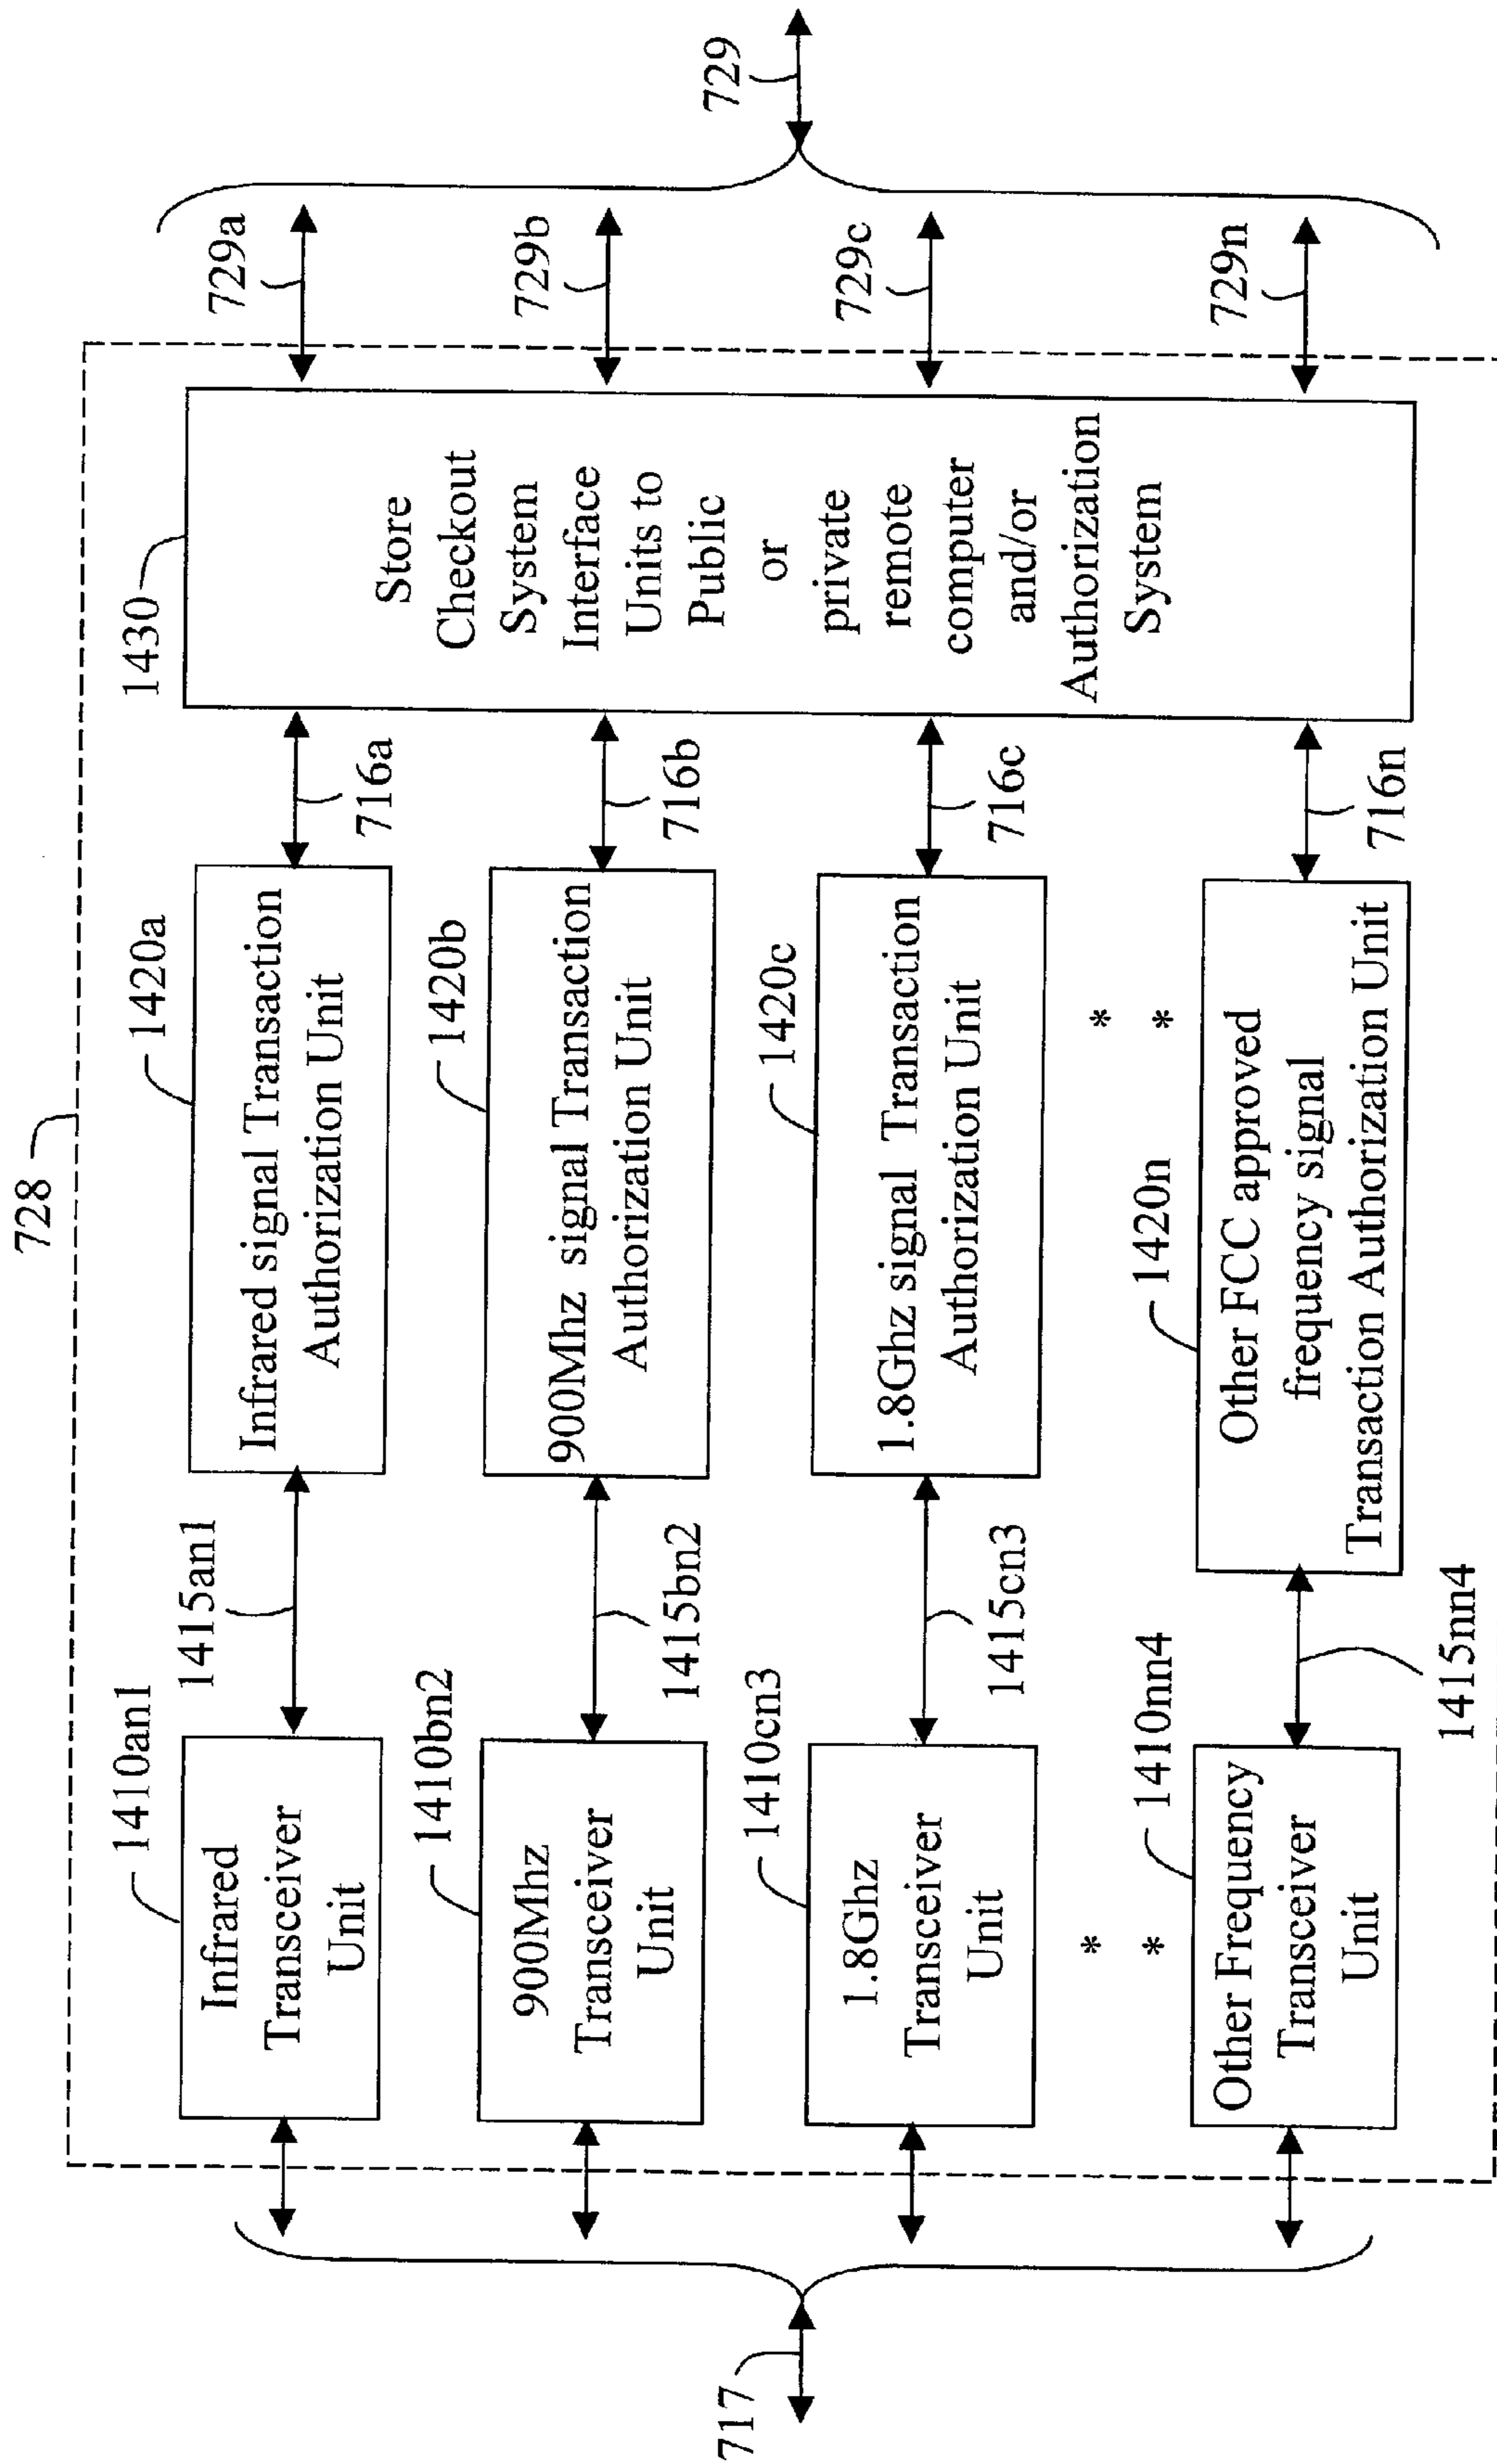 728
717
1410an1
Infrared
Transceiver
Unit
1415an1
1420a
Infrared signal Transaction
Authorization Unit
716a
1410bn2
900Mhz
Transceiver
Unit
1415bn2
1420b
900Mhz signal Transaction
Authorization Unit
716b
1410cn3
1.8Ghz
Transceiver
Unit
1415cn3
1420c
1.8Ghz signal Transaction
Authorization Unit
716c
*
*
*
*
1410nn4
Other Frequency
Transceiver
Unit
1415nn4
1420n
Other FCC approved
frequency signal
Transaction Authorization Unit
716n
1430
Store
Checkout
System
Interface
Units to
Public
or
private
remote
computer
and/or
Authorization
System
729a
729b
729c
729n
729